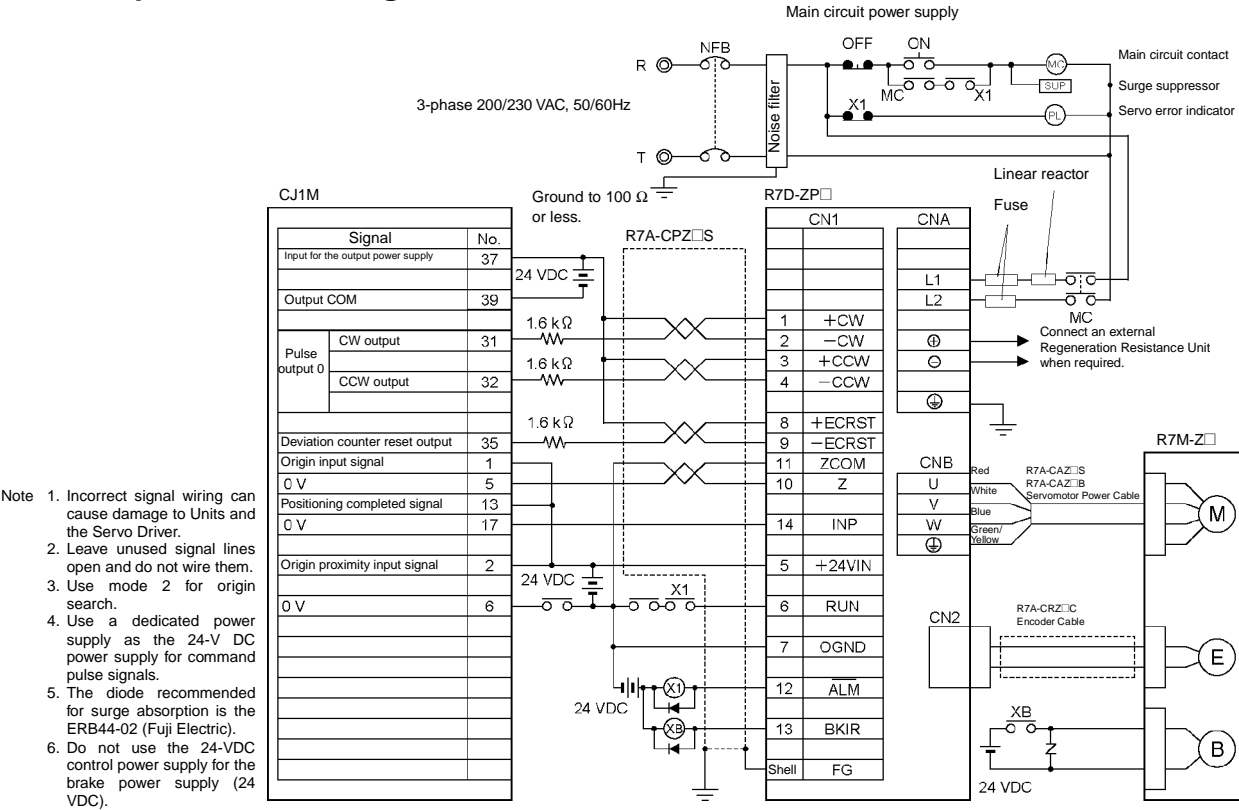 Main circuit power supply
NFB
OFF
ON
R
MC
Main circuit contact
SUP
Surge suppressor
MC
X1
X1
PL
Servo error indicator
3-phase 200/230 VAC, 50/60Hz
Noise filter
T
Linear reactor
Fuse
Ground to 100 Ω
or less.
CJ1M
R7D-ZP□
R7A-CPZ□S
CN1
CNA
Signal
No.
Input for the output power supply
37
24 VDC
L1
Output COM
39
L2
MC
1.6 kΩ
1
+CW
Pulse
output 0
CW output
31
2
−CW
⊕
Connect an external
Regeneration Resistance Unit
when required.
1.6 kΩ
3
+CCW
⊖
CCW output
32
4
−CCW
1.6 kΩ
8
+ECRST
Deviation counter reset output
35
9
−ECRST
R7M-Z□
Origin input signal
1
11
ZCOM
CNB
0 V
5
10
Z
U
Red
R7A-CAZ□S
R7A-CAZ□B
Servomotor Power Cable
Positioning completed signal
13
V
White
0 V
17
14
INP
W
Blue
Green/
Yellow
M
Origin proximity input signal
2
24 VDC
5
+24VIN
X1
0 V
6
6
RUN
CN2
R7A-CRZ□C
Encoder Cable
7
OGND
E
24 VDC
X1
12
ALM
XB
13
BKIR
XB
B
24 VDC
Shell
FG
Note 1. Incorrect signal wiring can
cause damage to Units and
the Servo Driver.
2. Leave unused signal lines
open and do not wire them.
3. Use mode 2 for origin
search.
4. Use a dedicated power
supply as the 24-V DC
power supply for command
pulse signals.
5. The diode recommended
for surge absorption is the
ERB44-02 (Fuji Electric).
6. Do not use the 24-VDC
control power supply for the
brake power supply (24
VDC).